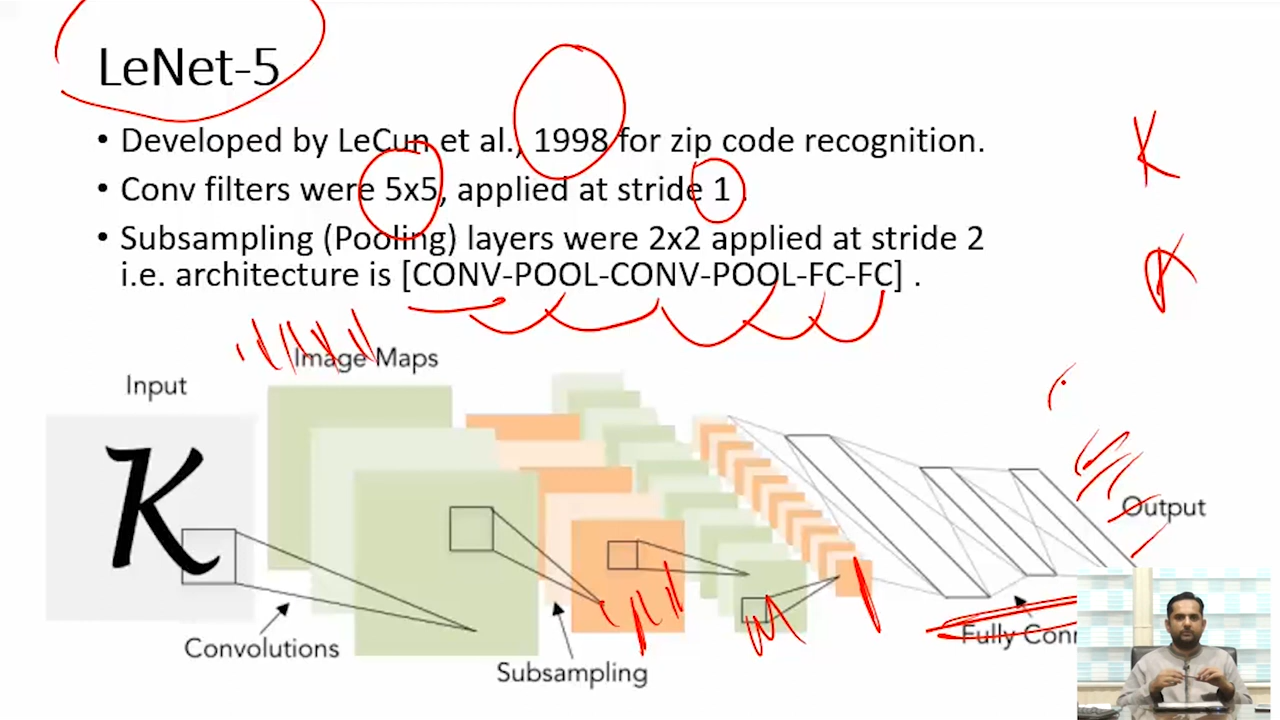 LeNet-5
• Developed by LeCun et al., 1998 for zip code recognition.
• Conv filters were 5x5, applied at stride 1 .
• Subsampling (Pooling) layers were 2x2 applied at stride 2
i.e. architecture is [CONV-POOL-CONV-POOL-FC-FC] .
K
K
Image Maps
Input
K
Output
Convolutions
Subsampling
Fully Conn